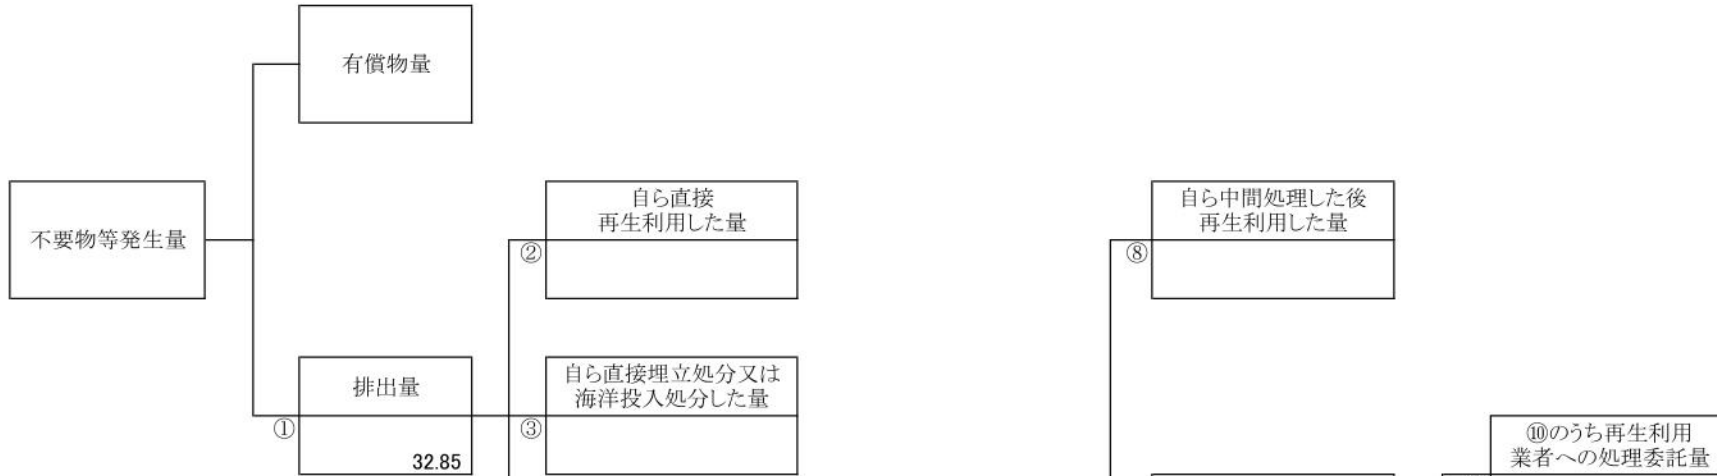 有償物量
不要物等発生量
自ら直接
再生利用した量
②
自ら中間処理した後
再生利用した量
⑧
排出量
①
32.85
自ら直接埋立処分又は
海洋投入処分した量
③
⑩のうち再生利用
業者への処理委託量